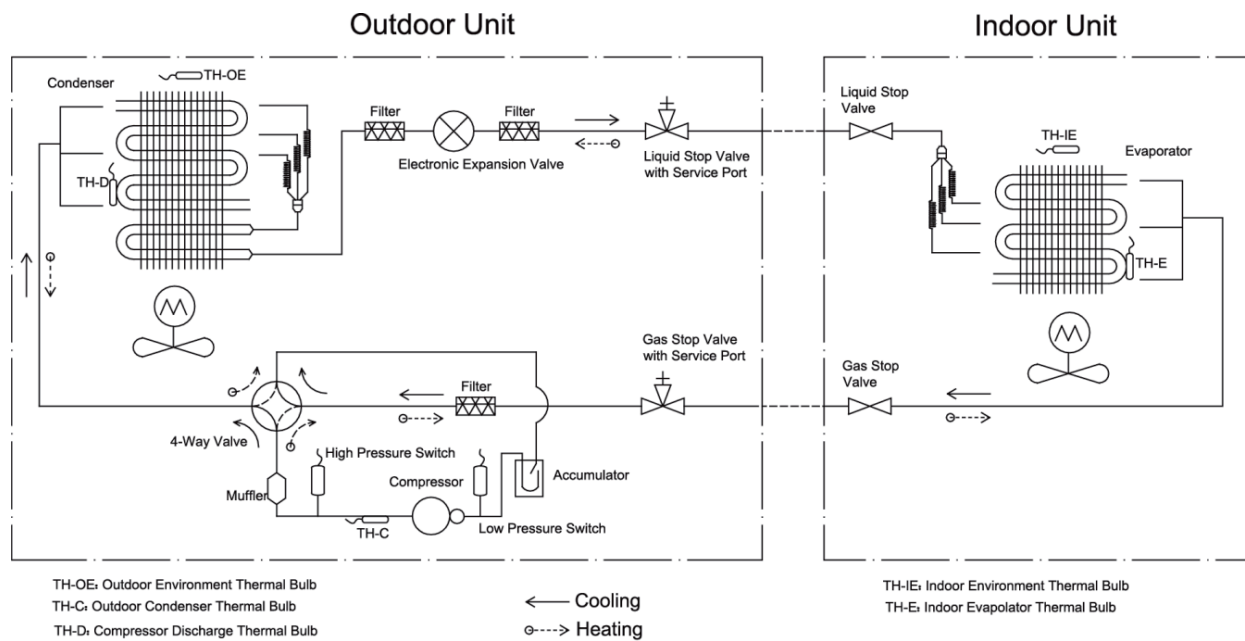 Outdoor Unit
Indoor Unit
Condenser
TH-OE
Filter
Filter
Electronic Expansion Valve
Liquid Stop Valve
with Service Port
Liquid Stop
Valve
TH-IE
Evaporator
TH-D
TH-E
Gas Stop Valve
with Service Port
Gas Stop
Valve
Filter
4-Way Valve
High Pressure Switch
Compressor
Accumulator
Muffler
TH-C
Low Pressure Switch
TH-OE: Outdoor Environment Thermal Bulb
TH-C: Outdoor Condenser Thermal Bulb
TH-D: Compressor Discharge Thermal Bulb
Cooling
Heating
TH-IE: Indoor Environment Thermal Bulb
TH-E: Indoor Evapolator Thermal Bulb